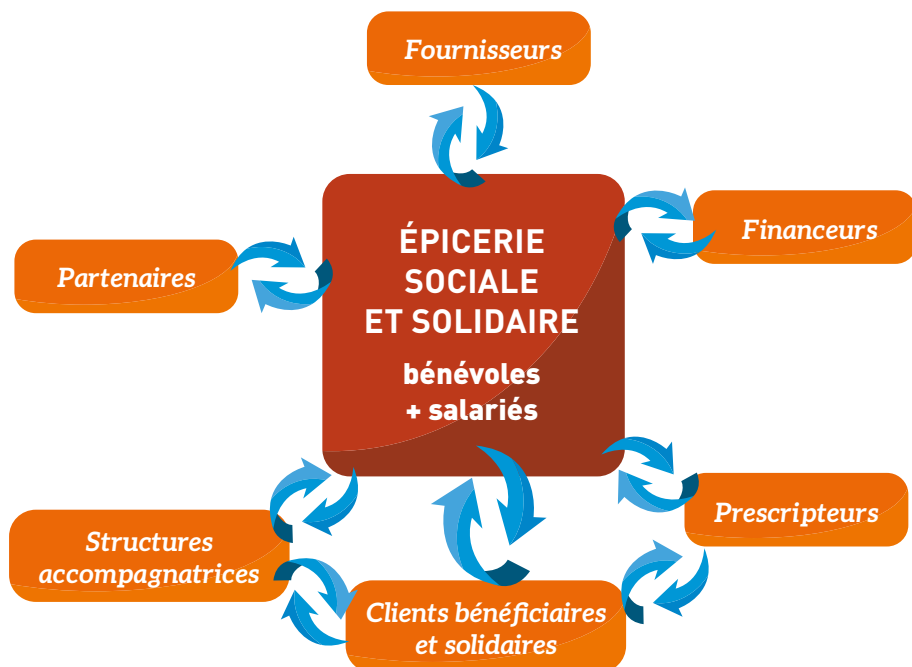 Fournisseurs
Financeurs
Partenaires
ÉPICERIE
SOCIALE
ET SOLIDAIRE
bénévoles
+ salariés
Prescripteurs
Structures
accompagnatrices
Clients bénéficiaires
et solidaires